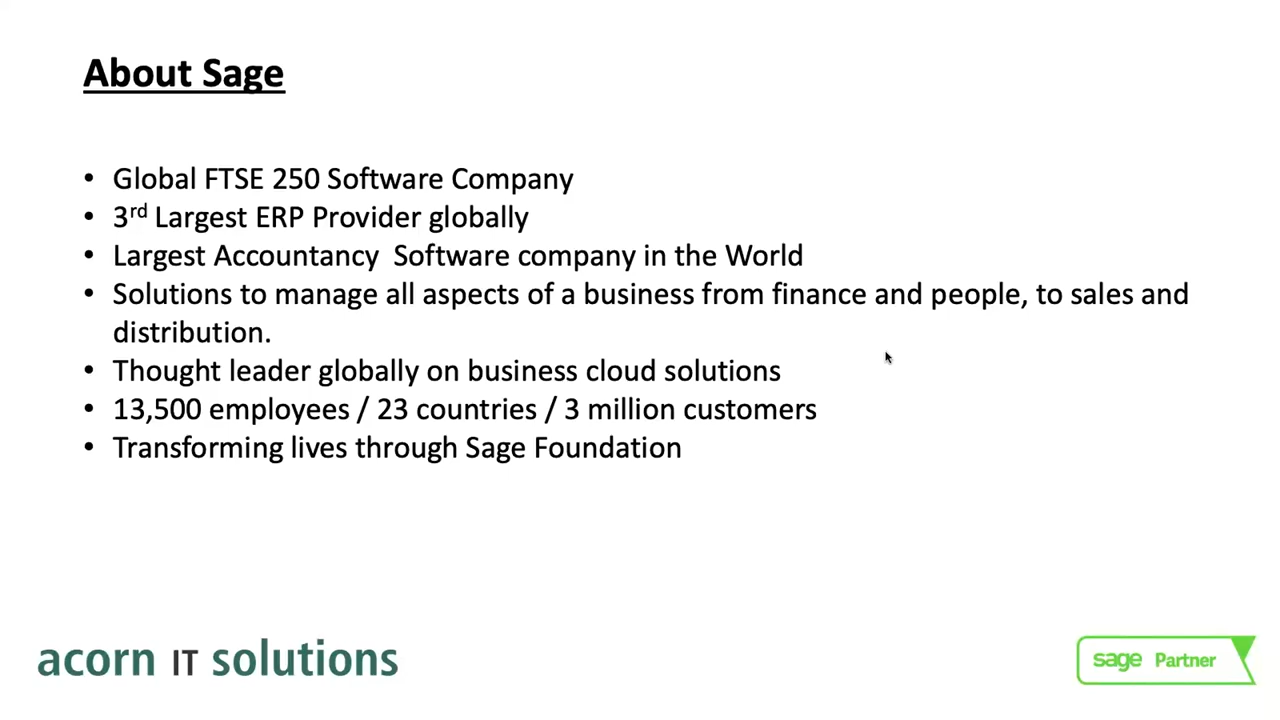 About Sage
• Global FTSE 250 Software Company
• 3rd Largest ERP Provider globally
• Largest Accountancy  Software company in the World
• Solutions to manage all aspects of a business from finance and people, to sales and
distribution.
• Thought leader globally on business cloud solutions
• 13,500 employees / 23 countries / 3 million customers
• Transforming lives through Sage Foundation
acorn IT solutions
sage Partner